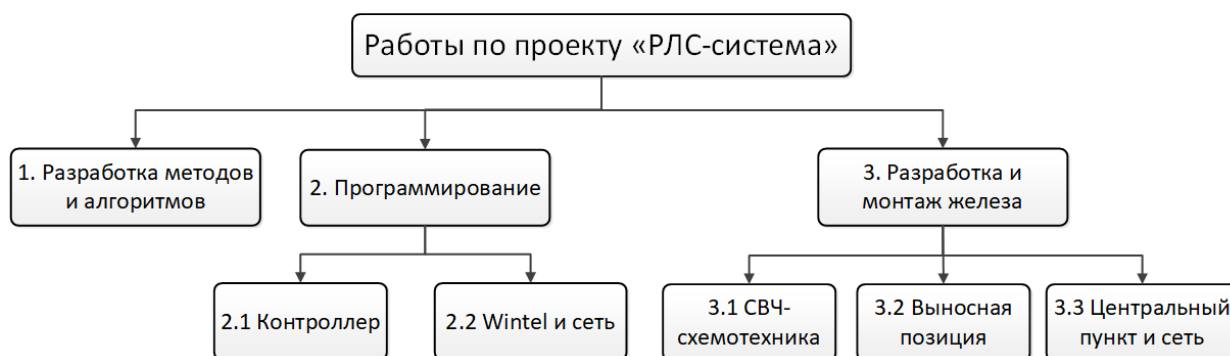 Работы по проекту «РЛС-система»
1. Разработка методов
и алгоритмов
2. Программирование
3. Разработка и
монтаж железа
2.1 Контроллер
2.2 Wintel и сеть
3.1 СВЧ-
схемотехника
3.2 Выносная
позиция
3.3 Центральный
пункт и сеть